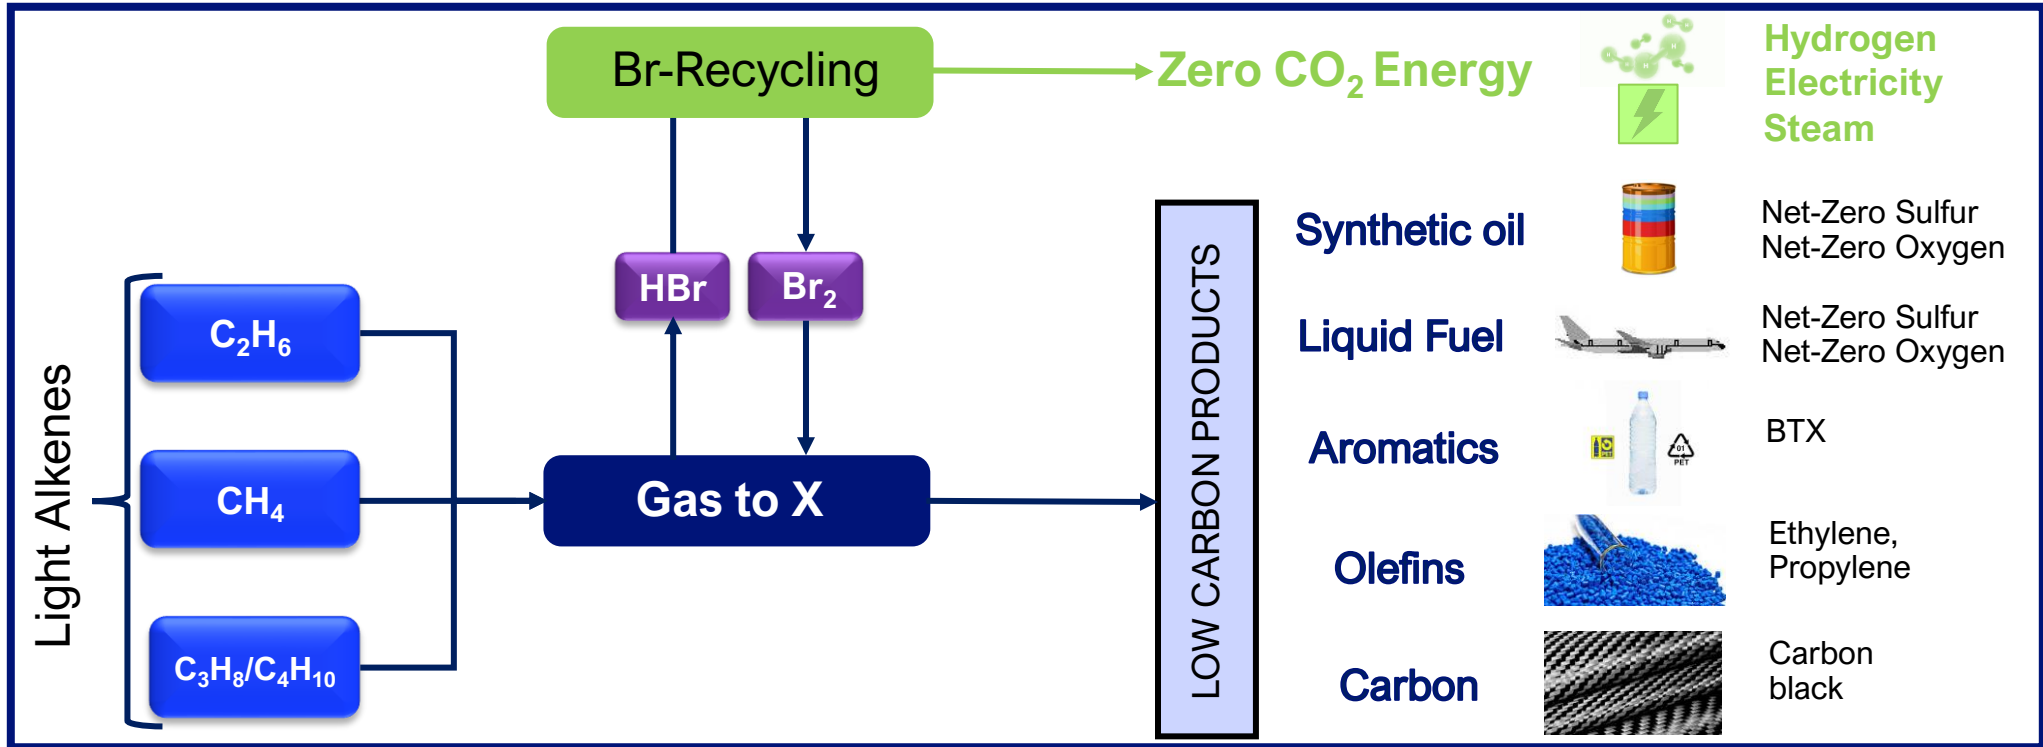 Br-Recycling
Zero CO₂ Energy
Hydrogen
Electricity
Steam
Light Alkenes
C₂H₆
CH₄
C₃H₈/C₄H₁₀
HBr
Br₂
Gas to X
LOW CARBON PRODUCTS
Synthetic oil
Net-Zero Sulfur
Net-Zero Oxygen
Liquid Fuel
Net-Zero Sulfur
Net-Zero Oxygen
Aromatics
01
PET
BTX
Olefins
Ethylene,
Propylene
Carbon
Carbon
black